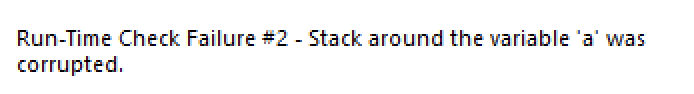 Run-Time Check Failure #2 - Stack around the variable 'a' was
corrupted.